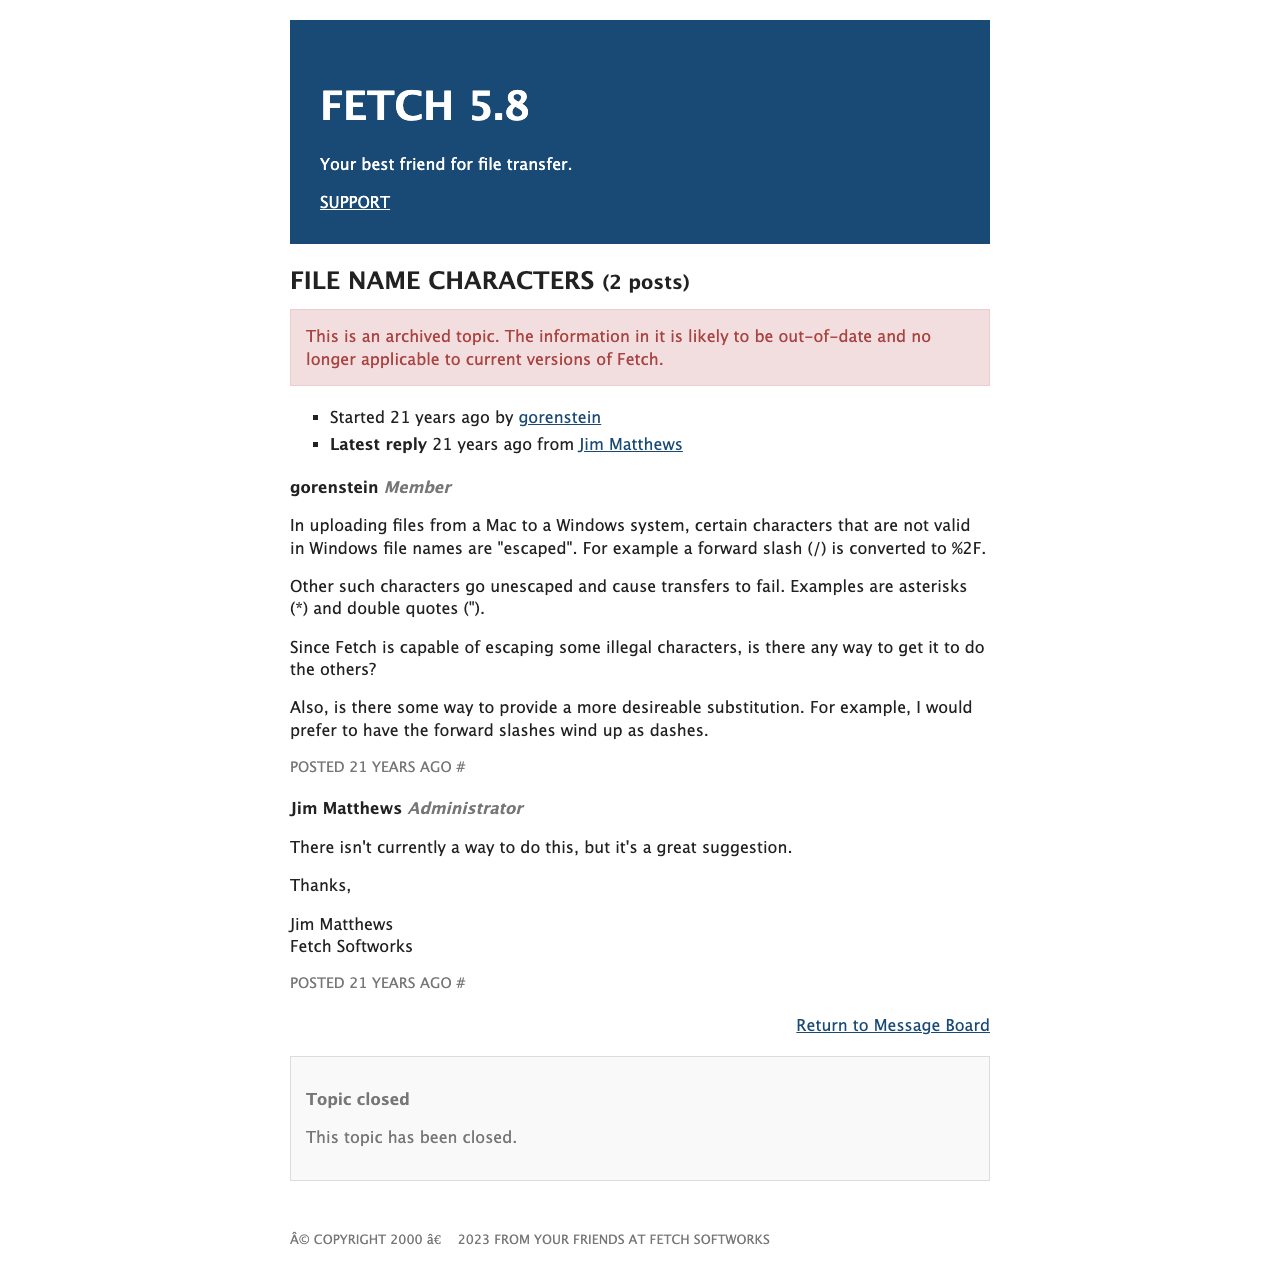 FETCH 5.8
Your best friend for file transfer.
SUPPORT
FILE NAME CHARACTERS (2 posts)
This is an archived topic. The information in it is likely to be out-of-date and no
longer applicable to current versions of Fetch.
Started 21 years ago by gorenstein
Latest reply 21 years ago from Jim Matthews
gorenstein Member
In uploading files from a Mac to a Windows system, certain characters that are not valid
in Windows file names are "escaped". For example a forward slash (/) is converted to %2F.
Other such characters go unescaped and cause transfers to fail. Examples are asterisks
(*) and double quotes (").
Since Fetch is capable of escaping some illegal characters, is there any way to get it to do
the others?
Also, is there some way to provide a more desireable substitution. For example, I would
prefer to have the forward slashes wind up as dashes.
POSTED 21 YEARS AGO #
Jim Matthews Administrator
There isn't currently a way to do this, but it's a great suggestion.
Thanks,
Jim Matthews
Fetch Softworks
POSTED 21 YEARS AGO #
Return to Message Board
Topic closed
This topic has been closed.
Â© COPYRIGHT 2000 â€ 2023 FROM YOUR FRIENDS AT FETCH SOFTWORKS